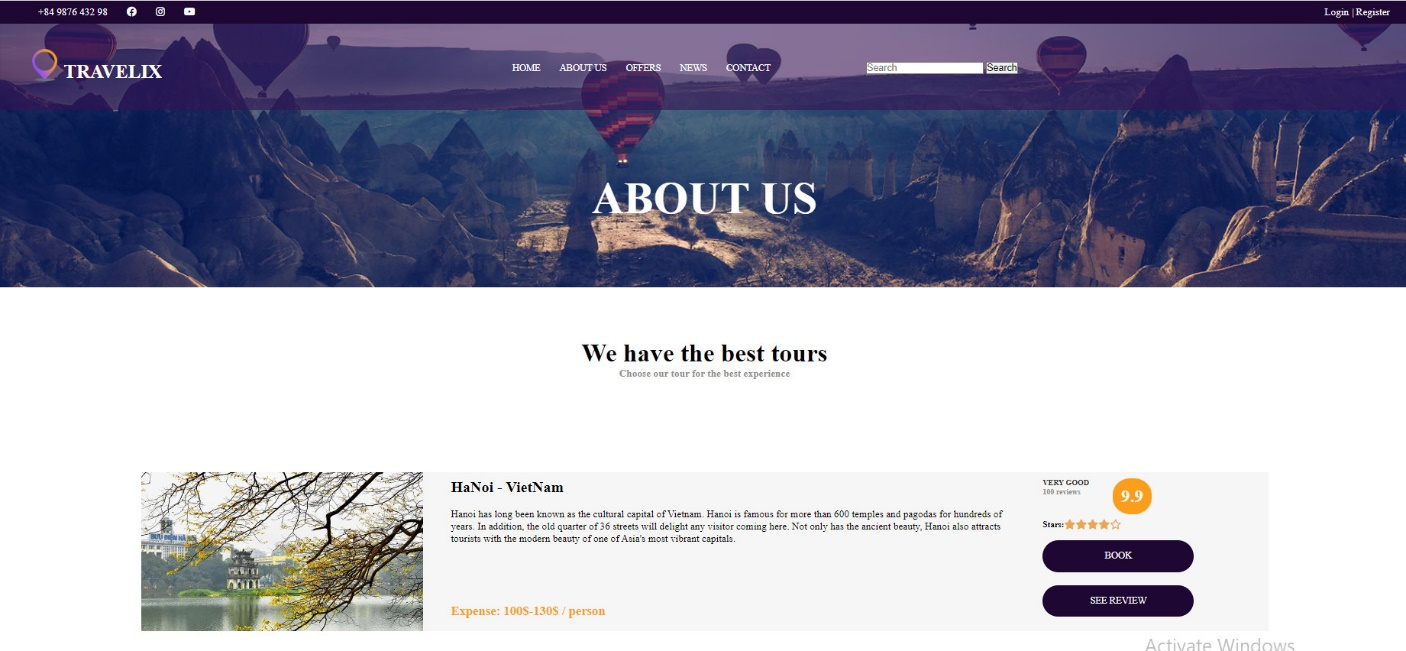 +84 9876 432 98
Login | Register
TRAVELIX
HOME ABOUT US OFFERS NEWS CONTACT
Search Search
ABOUT US
We have the best tours
Choose our tour for the best experience
HaNoi - VietNam
Hanoi has long been known as the cultural capital of Vietnam. Hanoi is famous for more than 600 temples and pagodas for hundreds of
years. In addition, the old quarter of 36 streets will delight any visitor coming here. Not only has the ancient beauty, Hanoi also attracts
tourists with the modern beauty of one of Asia's most vibrant capitals.
Expense: 100$-130$ / person
VERY GOOD
100 reviews
9.9
Stars:
BOOK
SEE REVIEW
Activate Windows